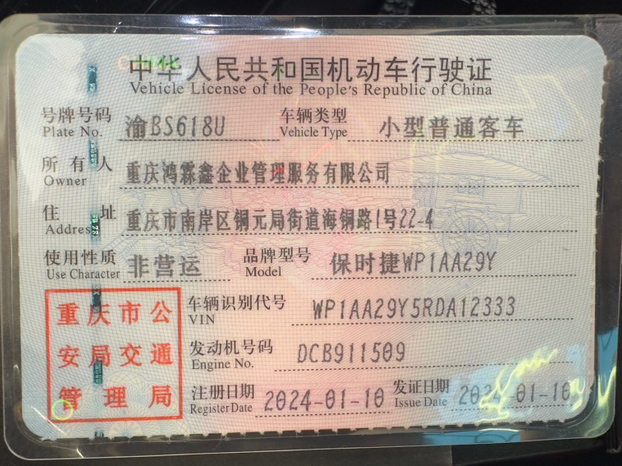 中华人民共和国机动车行驶证
Vehicle License of the People's Republic of China
号牌号码 渝BS618U 车辆类型 小型普通客车
Plate No. Vehicle Type
所有人 重庆鸿霖鑫企业管理服务有限公司
Owner
住址 重庆市南岸区铜元局街道海铜路1号22-4
Address
使用性质 非营运 品牌型号 保时捷WP1AA29Y
Use Character Model
重庆市公
安局交通
管理局
车辆识别代号 WP1AA29Y5RDA12333
VIN
发动机号码 DCB911509
Engine No.
注册日期 2024-01-10 发证日期 2024-01-10
Register Date Issue Date